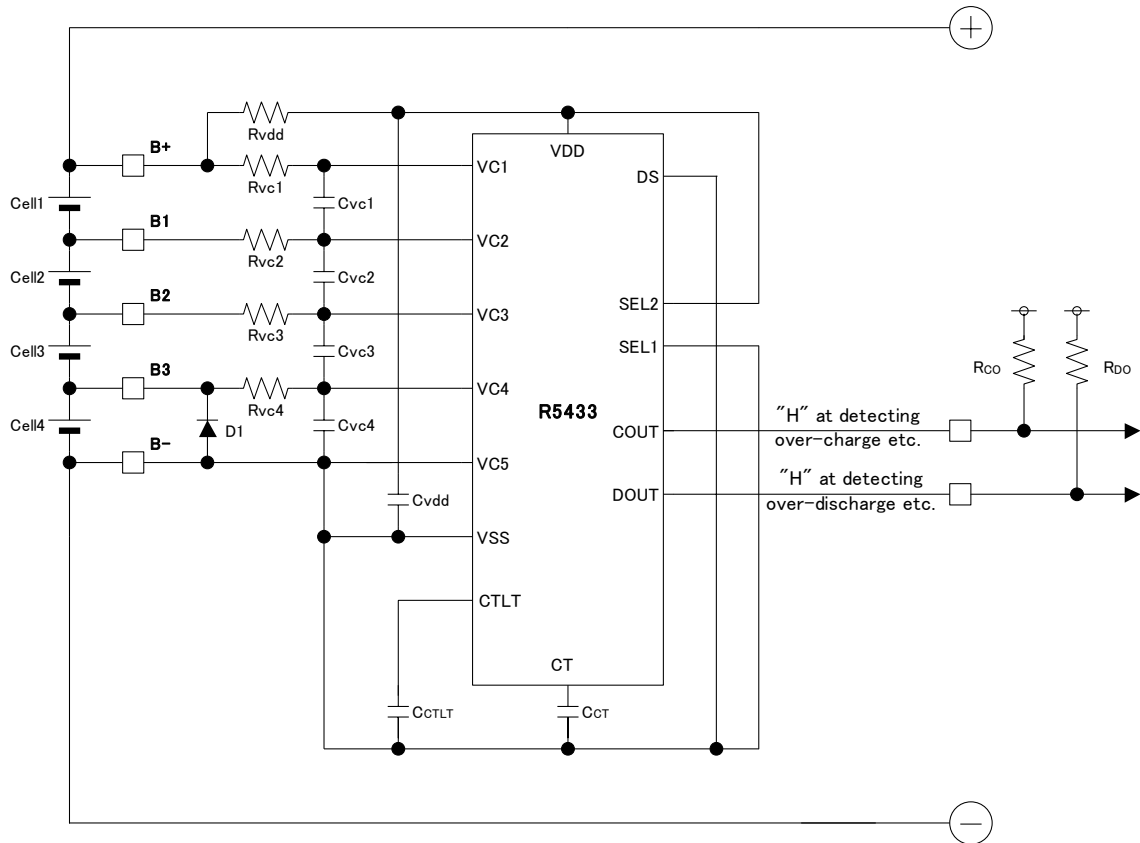 B+
Rvdd
VDD
Rvc1
VC1
DS
Cell1
Cvc1
B1
VC2
Rvc2
Cell2
Cvc2
B2
SEL2
VC3
Rvc3
SEL1
Cell3
Cvc3
B3
VC4
RCO
RDO
Rvc4
R5433
Cell4
D1
Cvc4
"H" at detecting
over-charge etc.
COUT
B-
VC5
"H" at detecting
over-discharge etc.
DOUT
Cvdd
VSS
CTLT
CT
CCTLT
CCT